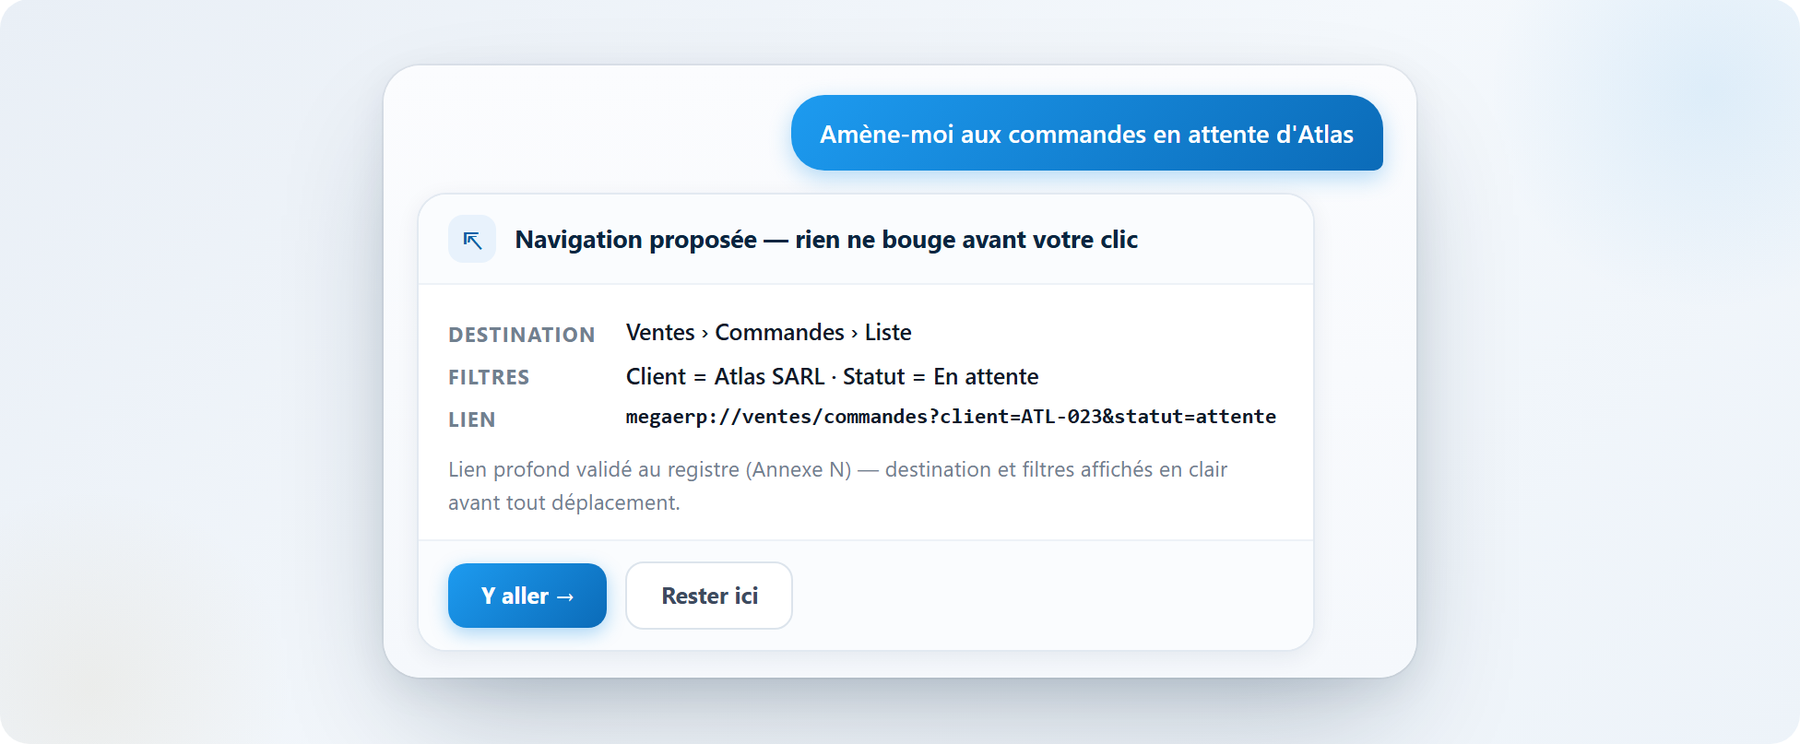 Amène-moi aux commandes en attente d'Atlas
Navigation proposée — rien ne bouge avant votre clic
DESTINATION Ventes › Commandes › Liste
FILTRES Client = Atlas SARL · Statut = En attente
LIEN megaerp://ventes/commandes?client=ATL-023&statut=attente
Lien profond validé au registre (Annexe N) — destination et filtres affichés en clair
avant tout déplacement.
Y aller → Rester ici